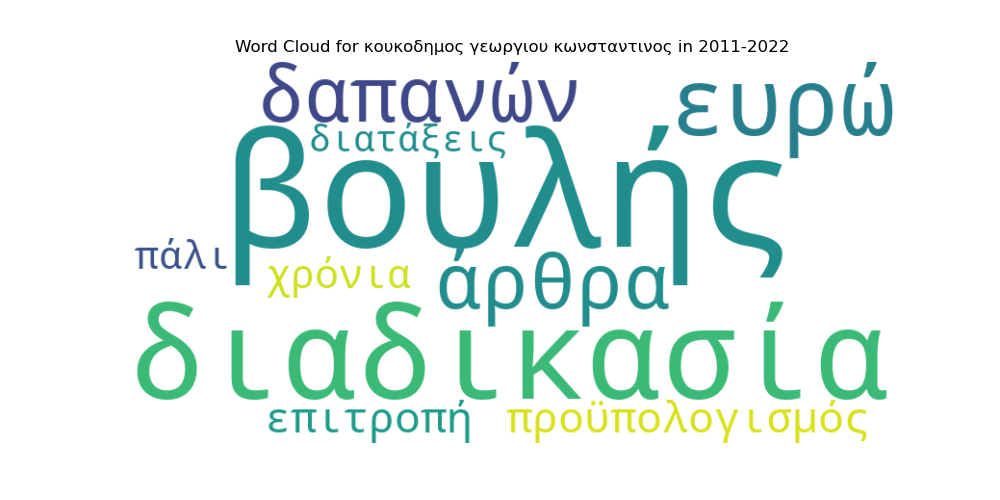 Word Cloud for κουκοδημος γεωργιου κωνσταντινος in 2011-2022
δαπανών
ευρώ
διατάξεις
βουλής
πάλι
χρόνια
άρθρα
διαδικασία
επιτροπή
προϋπολογισμός